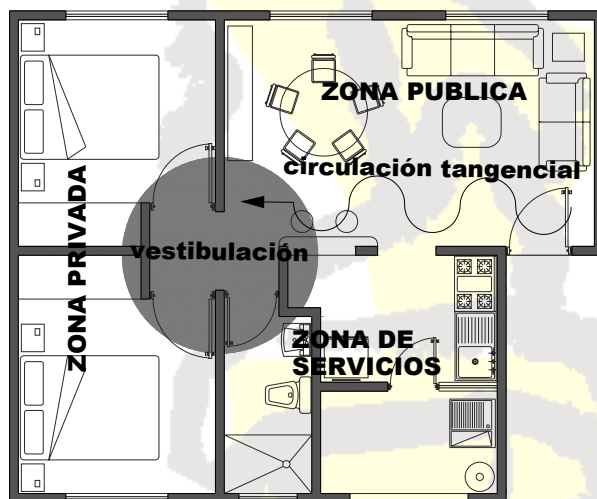 ZONA PUBLICA
circulación tangencial
ZONA PRIVADA
vestibulación
ZONA DE
SERVICIOS